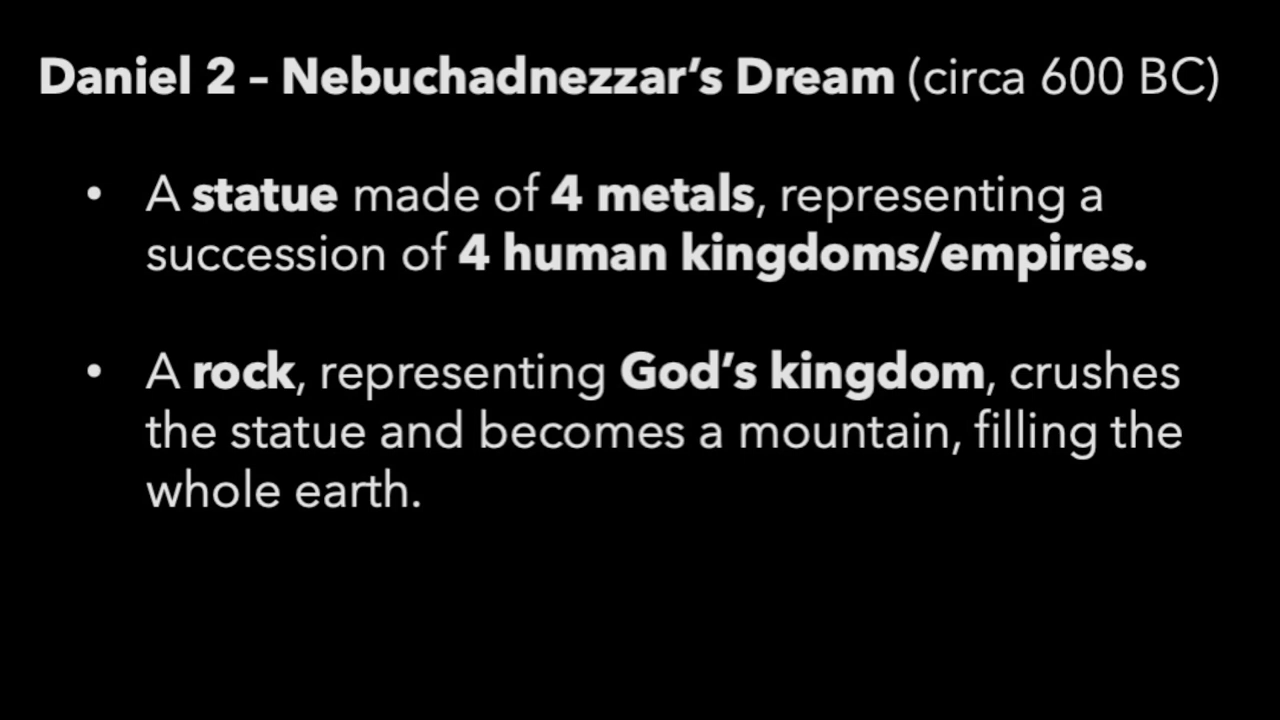 Daniel 2 – Nebuchadnezzar’s Dream (circa 600 BC)
• A statue made of 4 metals, representing a
succession of 4 human kingdoms/empires.
• A rock, representing God’s kingdom, crushes
the statue and becomes a mountain, filling the
whole earth.